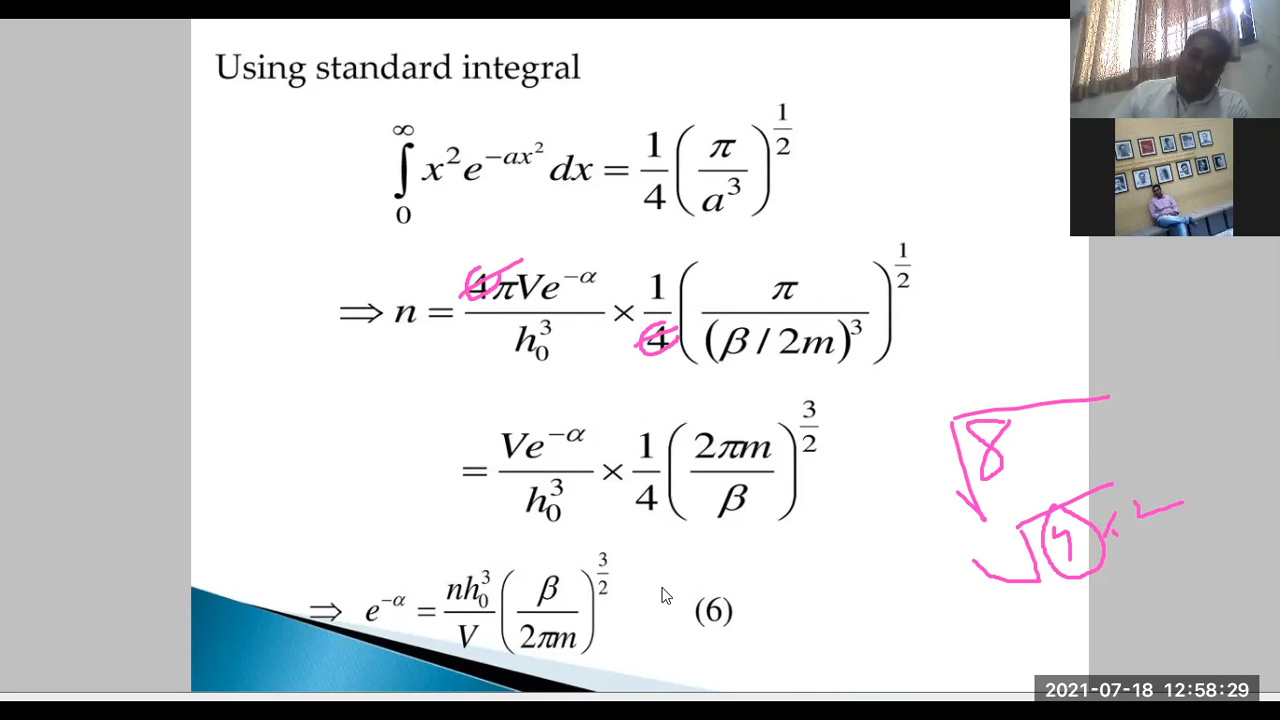 Using standard integral
∫₀^∞ x² e^{−ax²} dx = 1/4 (π/a³)^{1/2}
⇒ n = 4πVe^{−α}/h₀³ × 1/4 (π/(β/2m)³)^{1/2}
= Ve^{−α}/h₀³ × 1/4 (2πm/β)^{3/2}
√8
√4×2
⇒ e^{−α} = nh₀³/V (β/2πm)^{3/2} (6)
2021-07-18 12:58:29